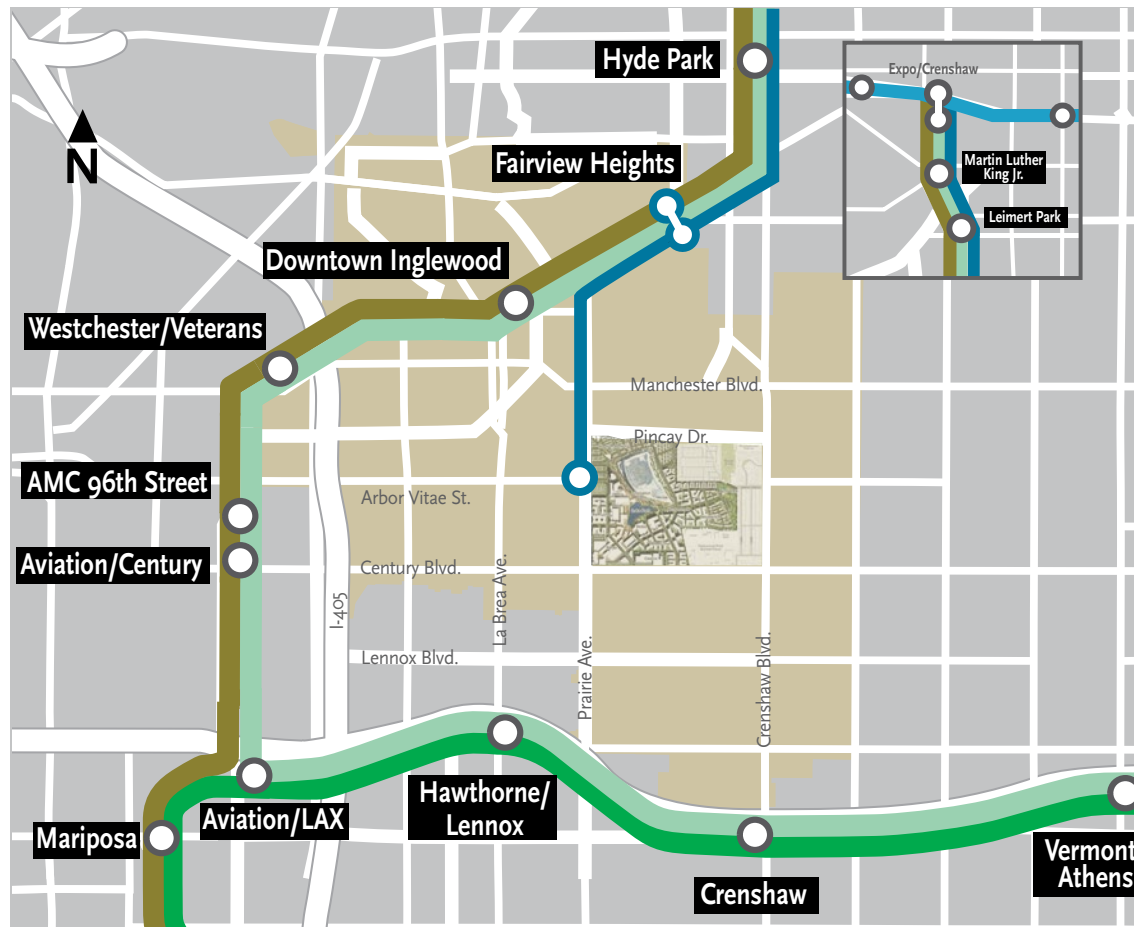 Hyde Park
Expo/Crenshaw
N
Fairview Heights
Martin Luther
King Jr.
Leimert Park
Downtown Inglewood
Westchester/Veterans
Manchester Blvd.
Pincay Dr.
AMC 96th Street
Arbor Vitae St.
Aviation/Century
Century Blvd.
La Brea Ave.
I-405
Lennox Blvd.
Prairie Ave.
Crenshaw Blvd.
Hawthorne/
Lennox
Aviation/LAX
Mariposa
Vermont
Athens
Crenshaw